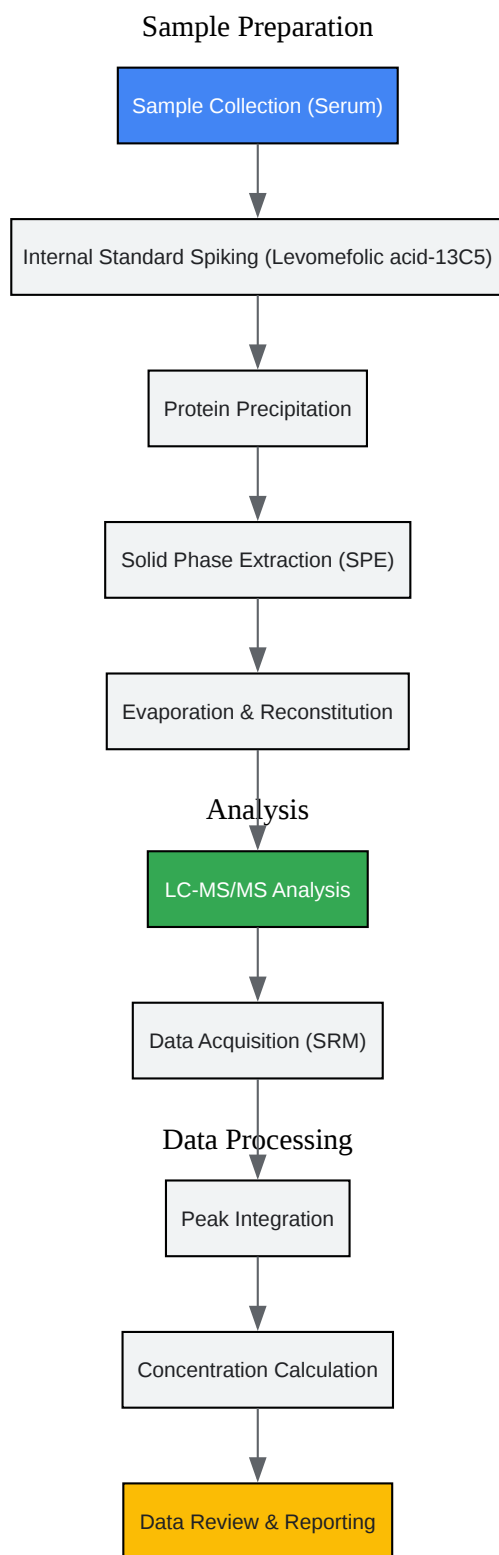 Sample Preparation
Sample Collection (Serum)
Internal Standard Spiking (Levomefolic acid-13C5)
Protein Precipitation
Solid Phase Extraction (SPE)
Evaporation & Reconstitution
Analysis
LC-MS/MS Analysis
Data Acquisition (SRM)
Data Processing
Peak Integration
Concentration Calculation
Data Review & Reporting